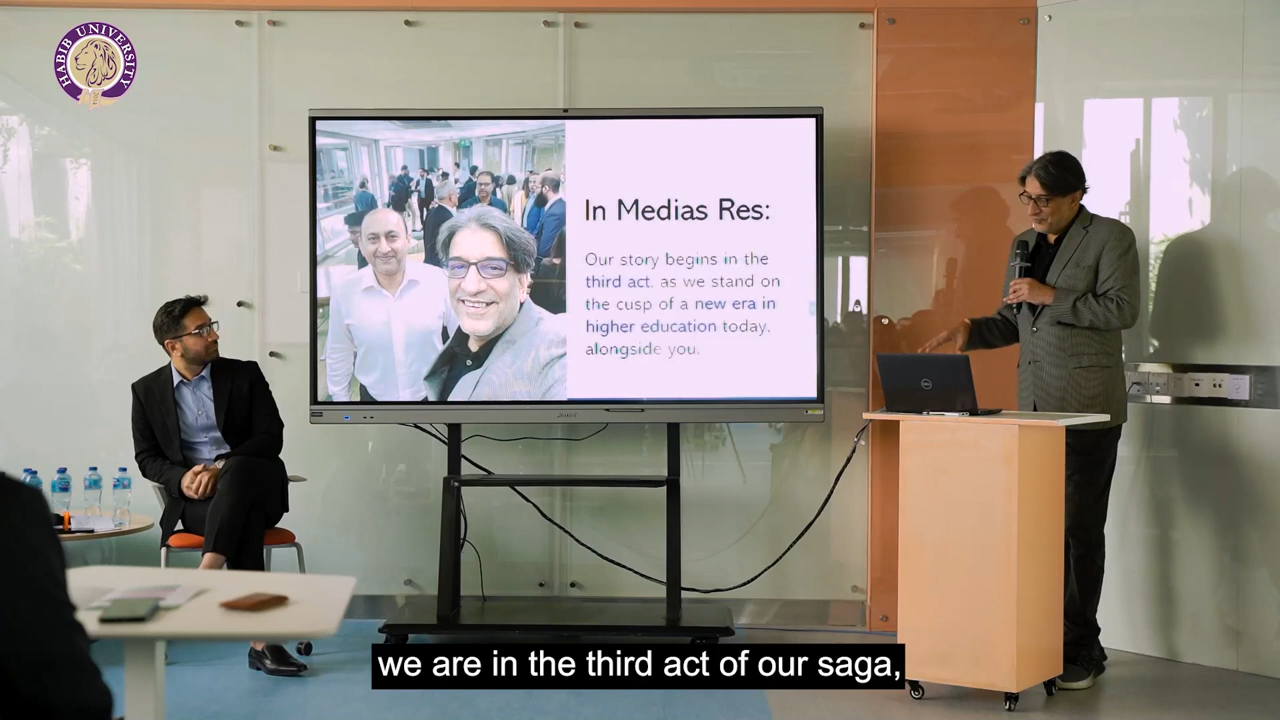 HABIB UNIVERSITY
In Medias Res:
Our story begins in the
third act. as we stand on
the cusp of a new era in
higher education today,
alongside you.
DELL
we are in the third act of our saga,